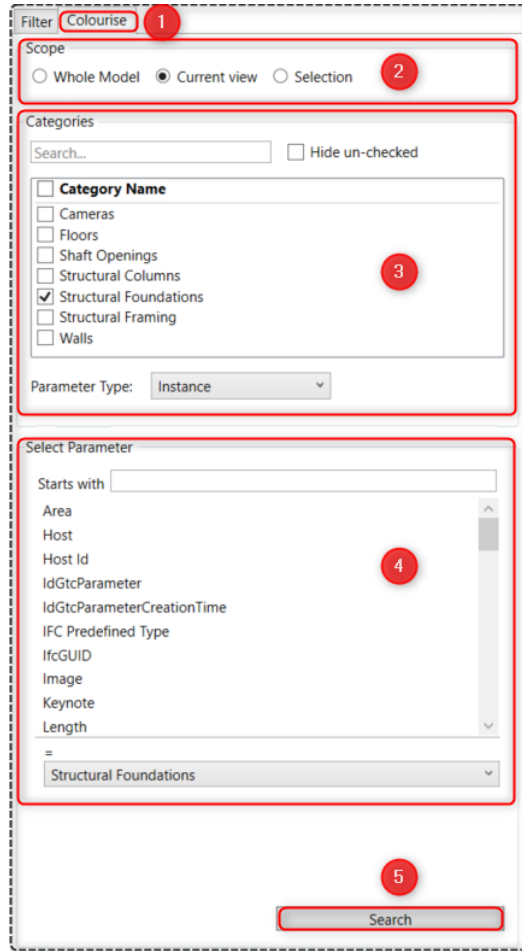 Filter Colourise 1
Scope
Whole Model Current view Selection 2
Categories
Search... Hide un-checked
Category Name
Cameras
Floors
Shaft Openings
Structural Columns 3
Structural Foundations
Structural Framing
Walls
Parameter Type: Instance
Select Parameter
Starts with
Area
Host
Host Id 4
IdGtcParameter
IdGtcParameterCreationTime
IFC Predefined Type
IfcGUID
Image
Keynote
Length
=
Structural Foundations
5
Search